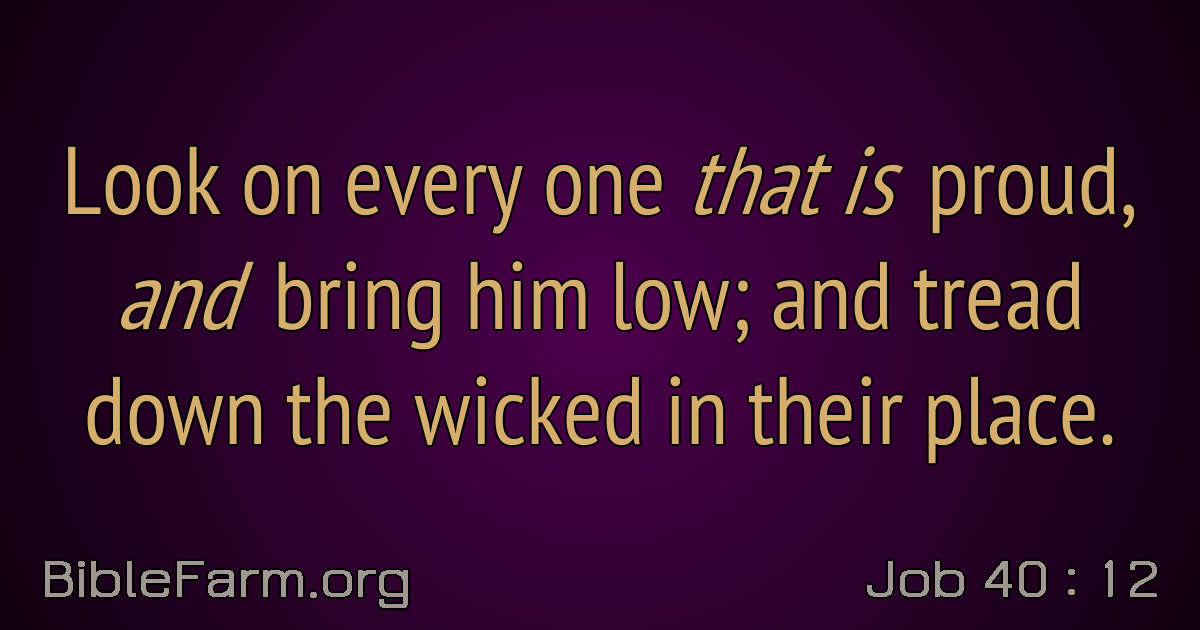 Look on every one that is proud,
and bring him low; and tread
down the wicked in their place.
BibleFarm.org
Job 40 : 12